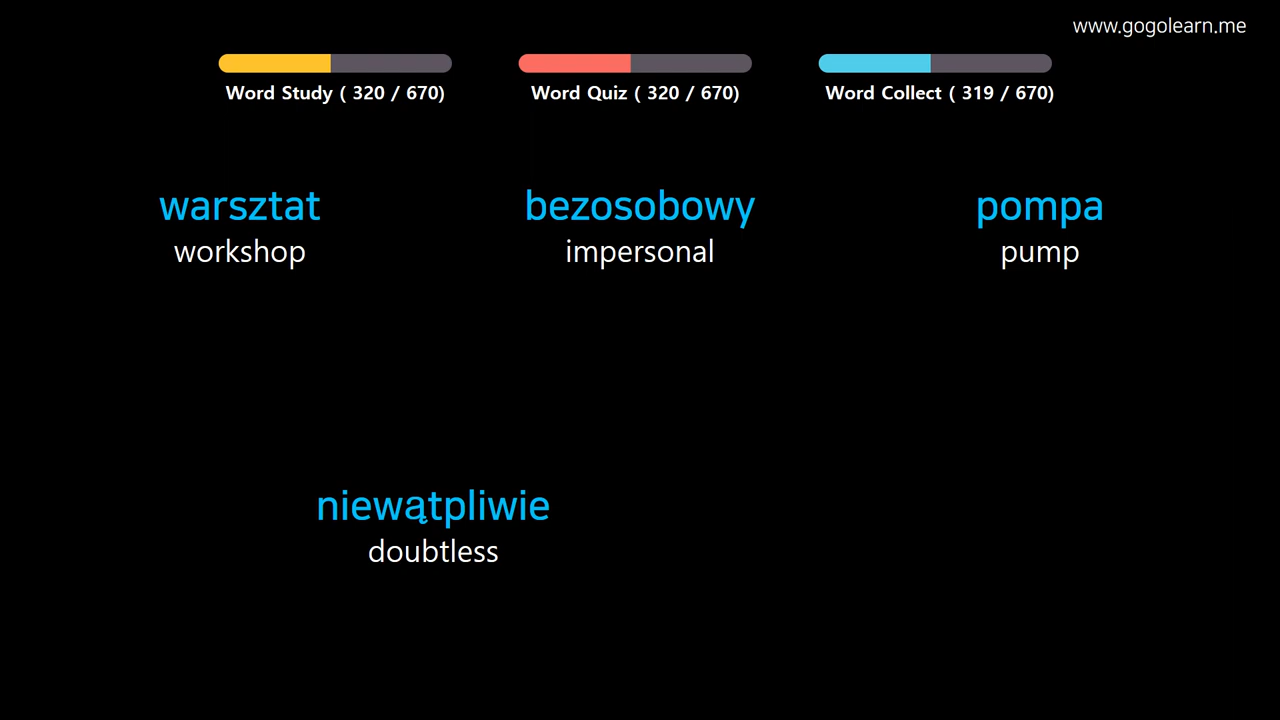 www.gogolearn.me
Word Study ( 320 / 670)
Word Quiz ( 320 / 670)
Word Collect ( 319 / 670)
warsztat
workshop
bezosobowy
impersonal
pompa
pump
niewątpliwie
doubtless